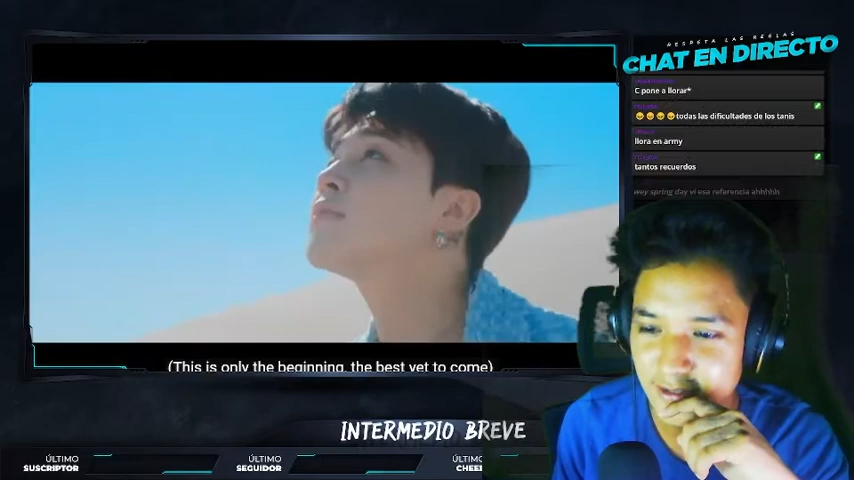 RESPETA LAS REGLAS
CHAT EN DIRECTO
C pone a llorar*
todas las dificultades de los tanis
llora en army
tantos recuerdos
wey spring day vi esa referencia ahhhhh
(This is only the beginning, the best yet to come)
INTERMEDIO BREVE
ÚLTIMO
SUSCRIPTOR
ÚLTIMO
SEGUIDOR
ÚLTIMO
CHEE